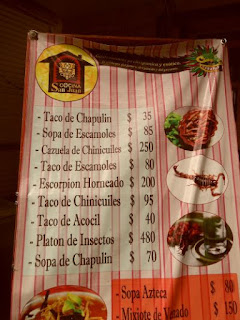 COCINA
San Juan
- Taco de Chapulin $ 35
- Sopa de Escamoles $ 85
- Cazuela de Chinicuiles $ 250
- Taco de Escamoles $ 80
- Escorpion Horneado $ 200
- Taco de Chinicuiles $ 95
- Taco de Acocil $ 40
- Platon de Insectos $ 480
- Sopa de Chapulin $ 70
- Sopa Azteca $ 80
- Mixiote de Venado $ 150